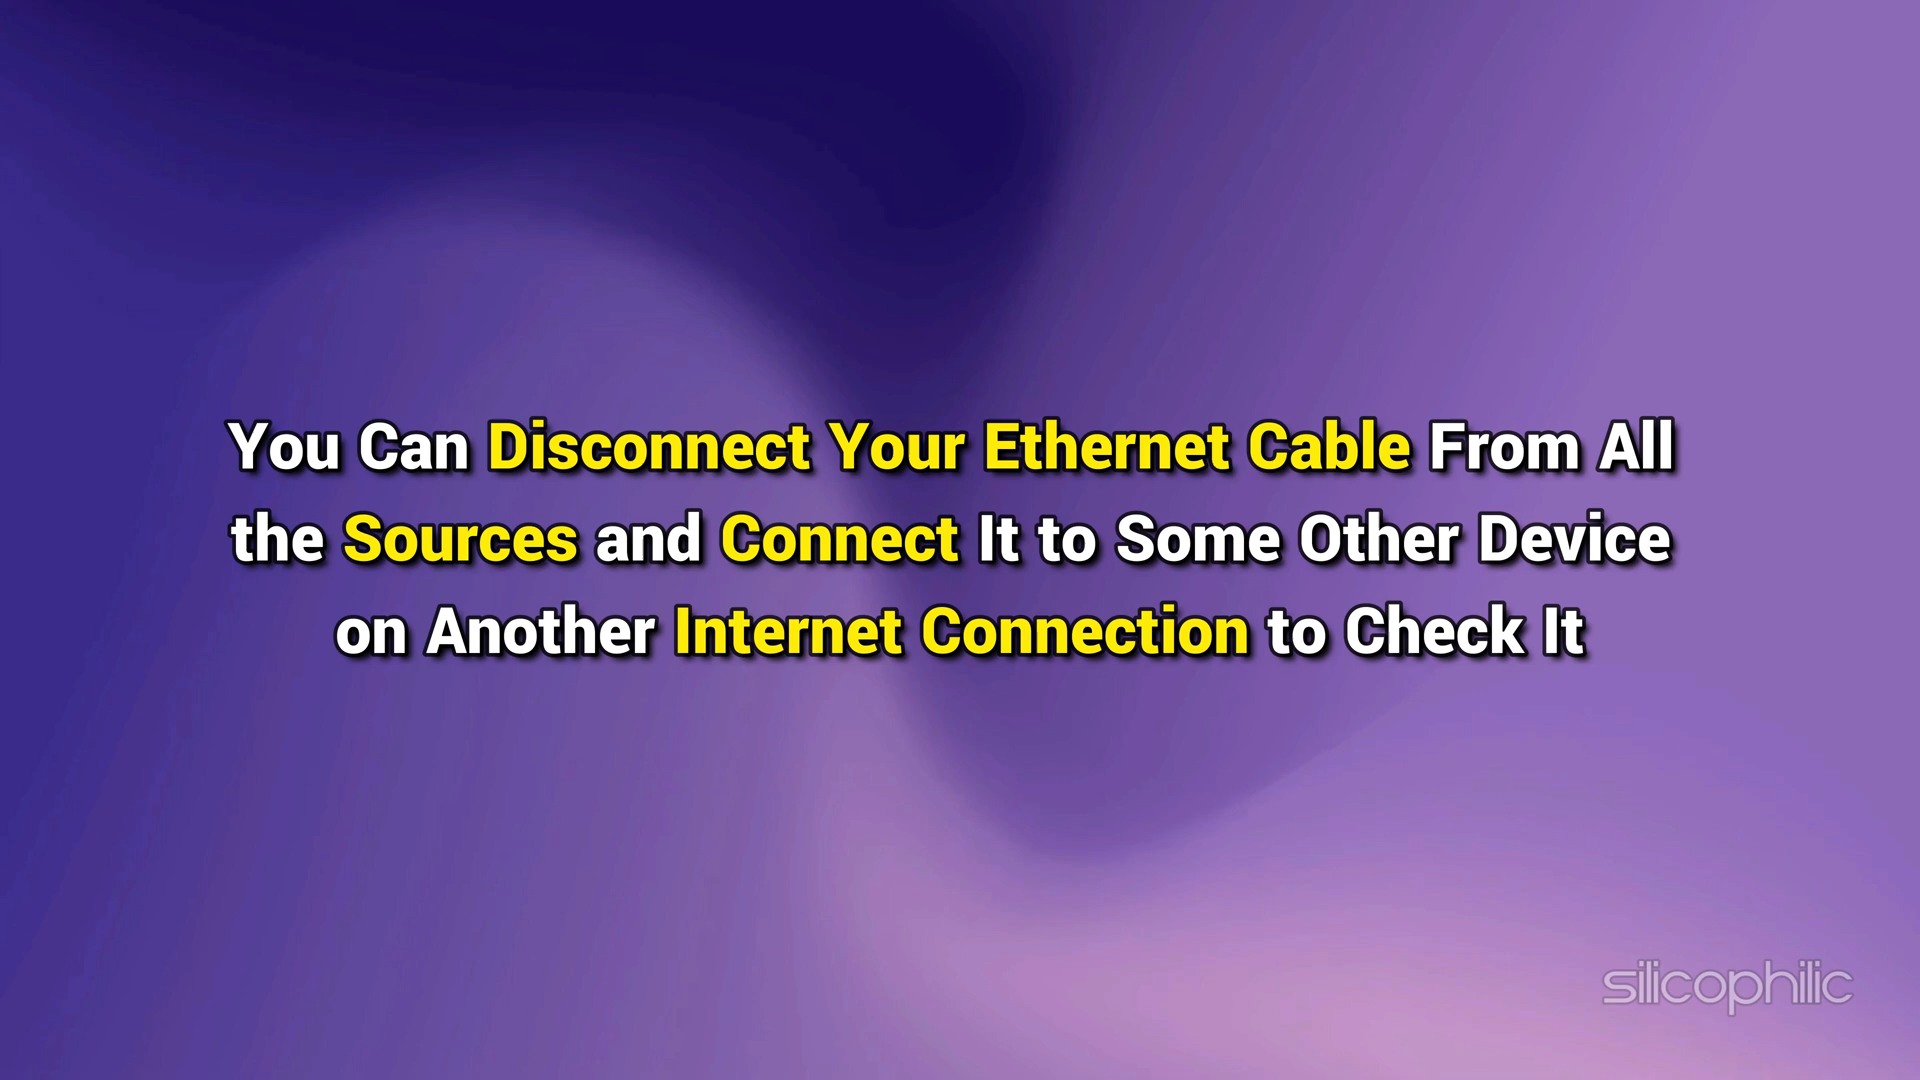 You Can Disconnect Your Ethernet Cable From All
the Sources and Connect It to Some Other Device
on Another Internet Connection to Check It
silicophilic